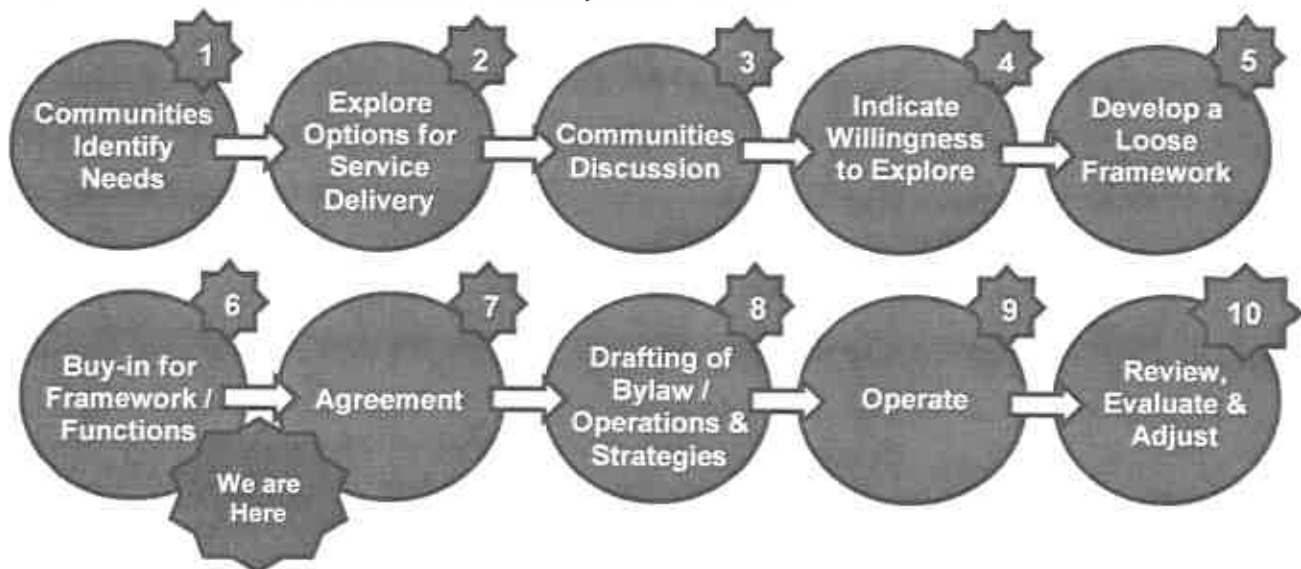 1
Communities
Identify
Needs
2
Explore
Options for
Service
Delivery
3
Communities
Discussion
4
Indicate
Willingness
to Explore
5
Develop a
Loose
Framework
6
Buy-in for
Framework /
Functions
We are
Here
7
Agreement
8
Drafting of
Bylaw /
Operations &
Strategies
9
Operate
10
Review,
Evaluate &
Adjust